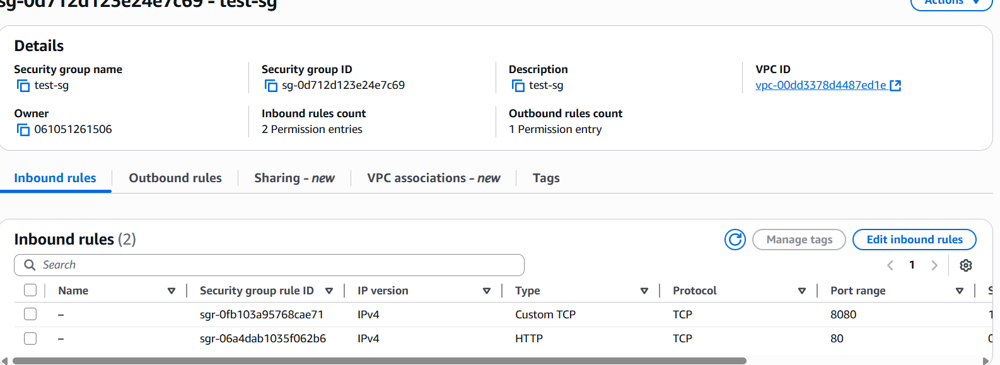 sg-0d712d123e24e7c69 - test-sg
Actions
Details
Security group name
test-sg
Security group ID
sg-0d712d123e24e7c69
Description
test-sg
VPC ID
vpc-00dd3378d4487ed1e
Owner
061051261506
Inbound rules count
2 Permission entries
Outbound rules count
1 Permission entry
Inbound rules Outbound rules Sharing - new VPC associations - new Tags
Inbound rules (2)
Manage tags Edit inbound rules
Search
1
Name Security group rule ID IP version Type Protocol Port range
– sgr-0fb103a95768cae71 IPv4 Custom TCP TCP 8080
– sgr-06a4dab1035f062b6 IPv4 HTTP TCP 80